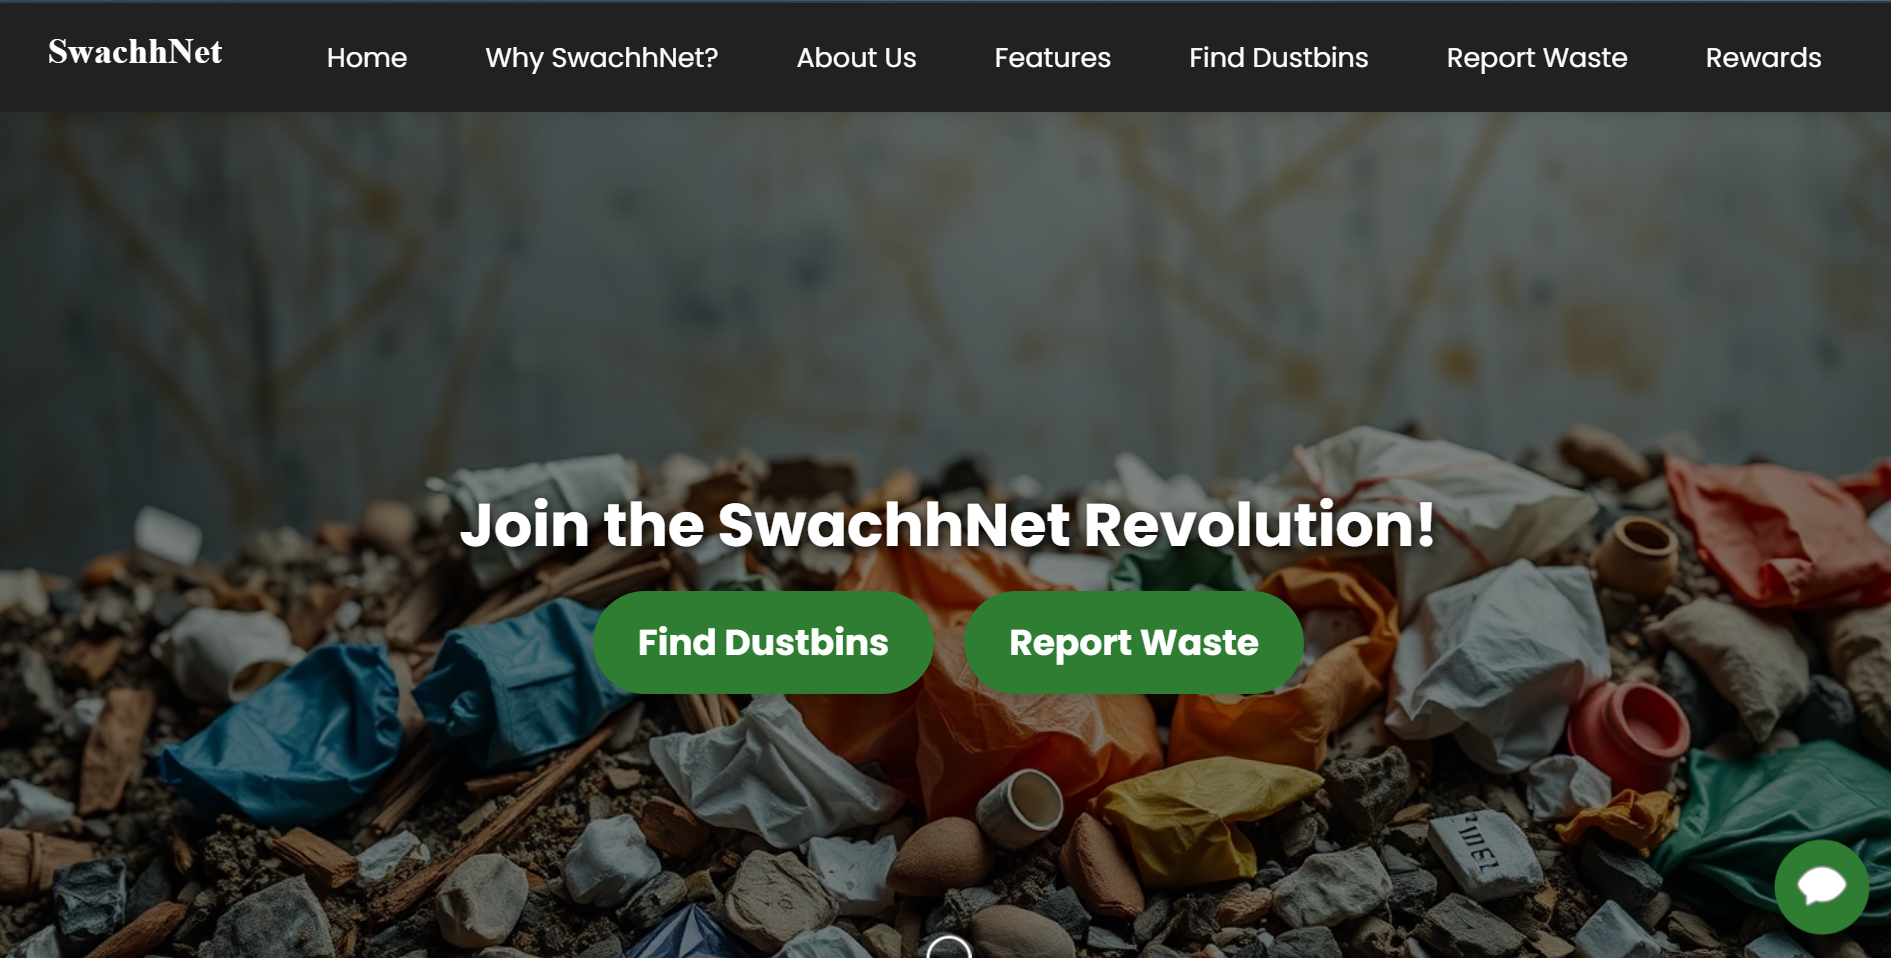 SwachhNet
Home Why SwachhNet? About Us Features Find Dustbins Report Waste Rewards
Join the SwachhNet Revolution!
Find Dustbins Report Waste